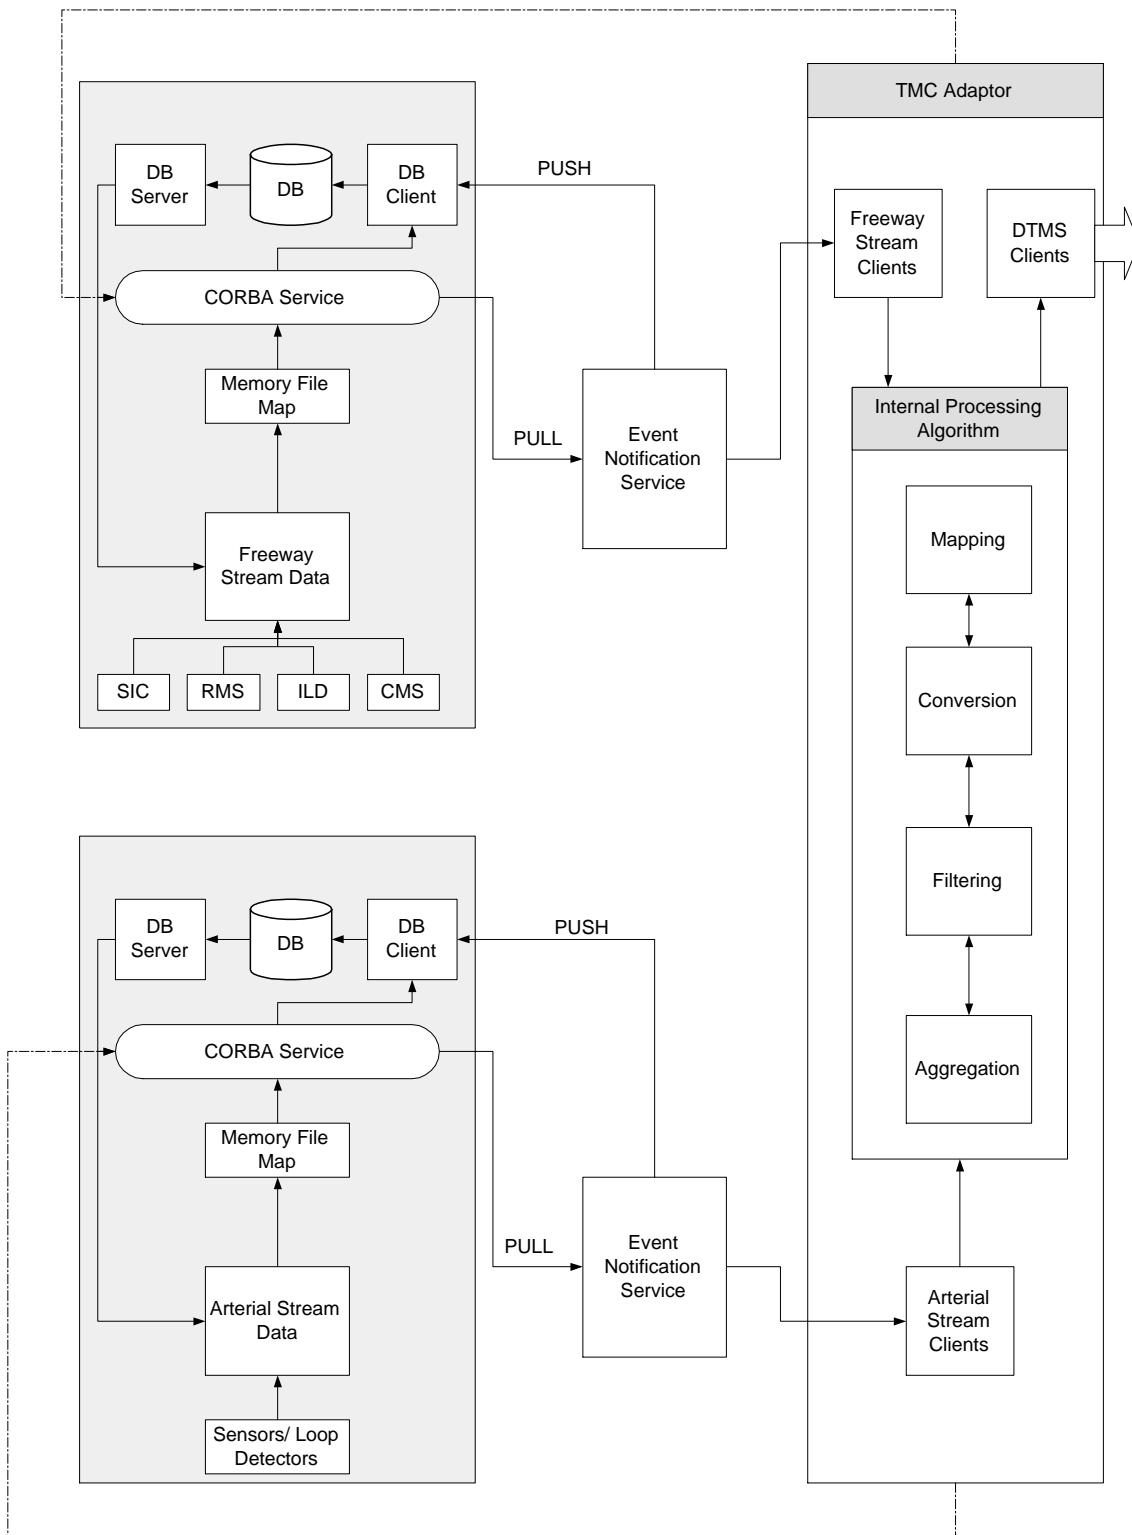 TMC Adaptor
DB
Server
DB
DB
Client
PUSH
Freeway
Stream
Clients
DTMS
Clients
CORBA Service
Memory File
Map
PULL
Event
Notification
Service
Internal Processing
Algorithm
Mapping
Freeway
Stream Data
Conversion
SIC
RMS
ILD
CMS
Filtering
DB
Server
DB
DB
Client
PUSH
CORBA Service
Aggregation
Memory File
Map
PULL
Event
Notification
Service
Arterial Stream
Data
Arterial
Stream
Clients
Sensors/ Loop
Detectors